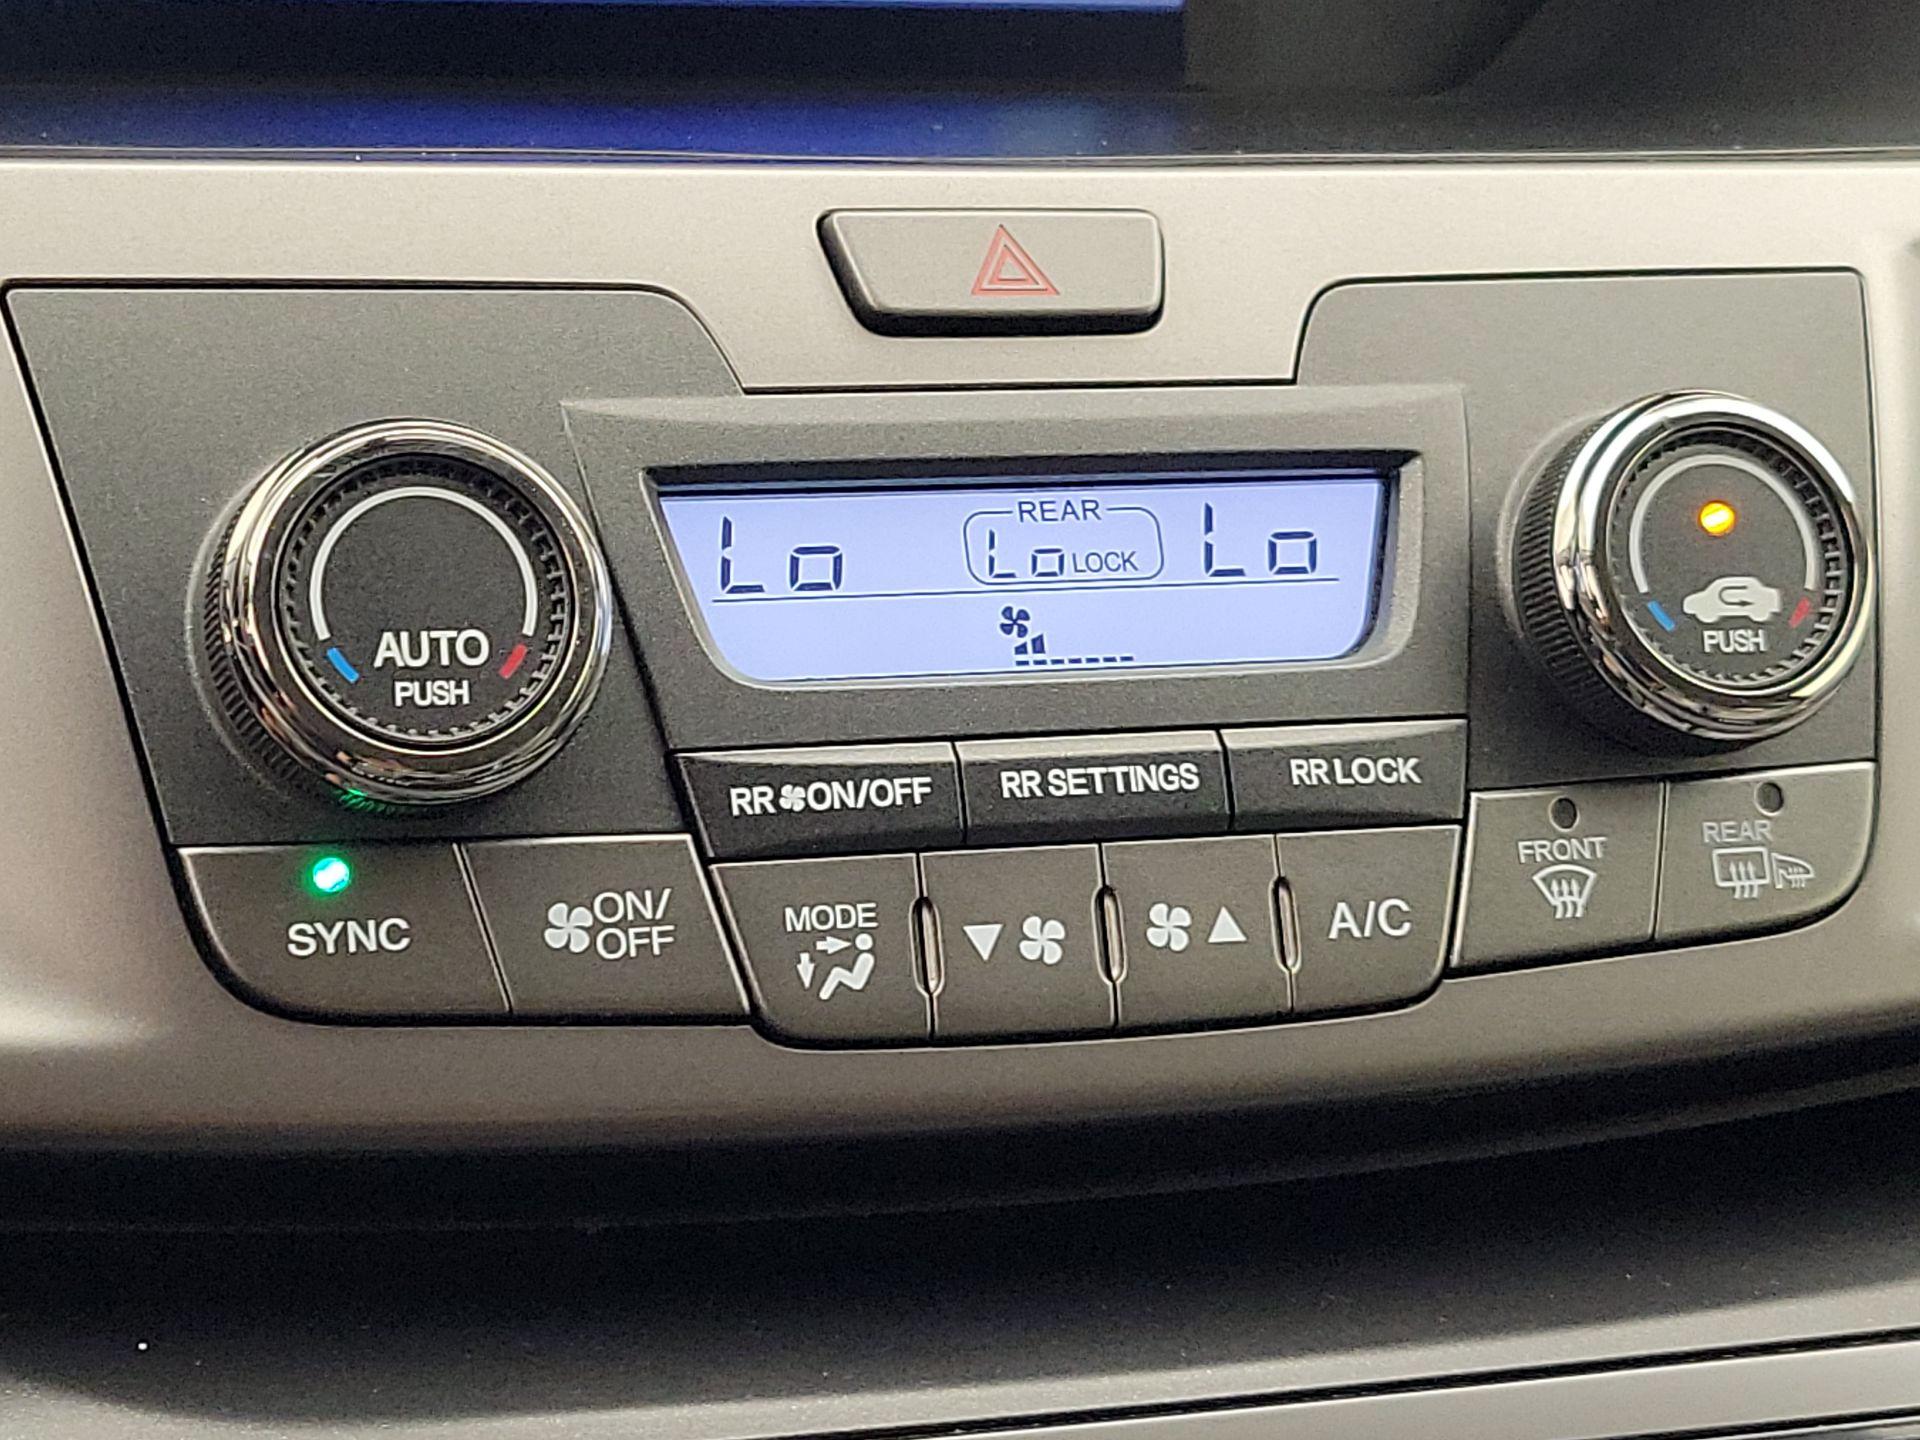 REAR
Lo
Lo LOCK
Lo
AUTO
PUSH
PUSH
RR ON/OFF
RR SETTINGS
RR LOCK
SYNC
ON/
OFF
MODE
A/C
FRONT
REAR